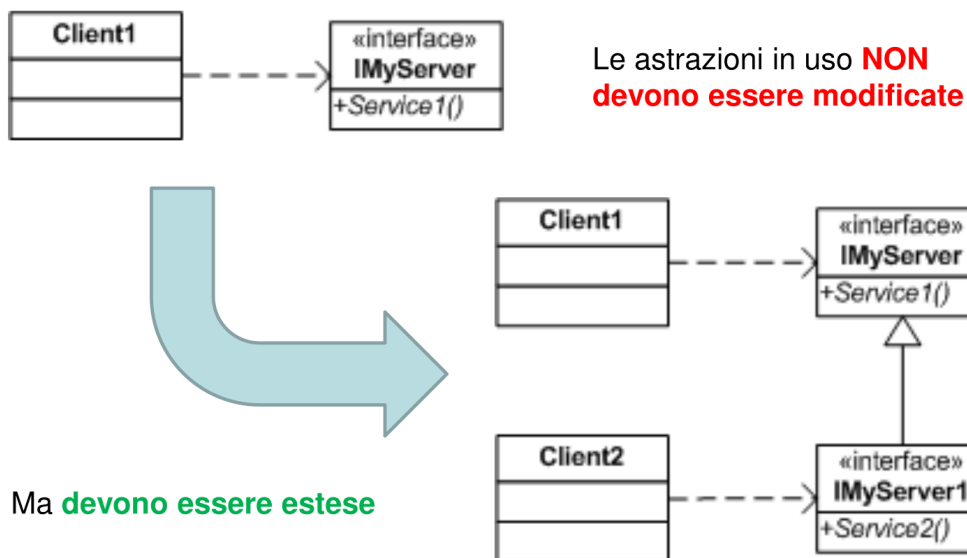 Client1
«interface»
IMyServer
+Service1()
Le astrazioni in uso NON
devono essere modificate
Client1
«interface»
IMyServer
+Service1()
Client2
«interface»
IMyServer1
+Service2()
Ma devono essere estese